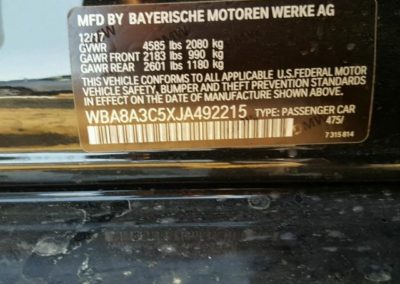 MFD BY BAYERISCHE MOTOREN WERKE AG
12/17
GVWR 4585 lbs 2080 kg
GAWR FRONT 2183 lbs 990 kg
GAWR REAR 2601 lbs 1180 kg
THIS VEHICLE CONFORMS TO ALL APPLICABLE U.S.FEDERAL MOTOR
VEHICLE SAFETY, BUMPER, AND THEFT PREVENTION STANDARDS
IN EFFECT ON THE DATE OF MANUFACTURE SHOWN ABOVE.
WBA8A3C5XJA492215 TYPE: PASSENGER CAR
475/
7 315 814